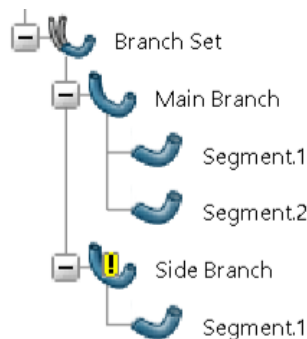 Branch Set
Main Branch
Segment.1
Segment.2
Side Branch
Segment.1